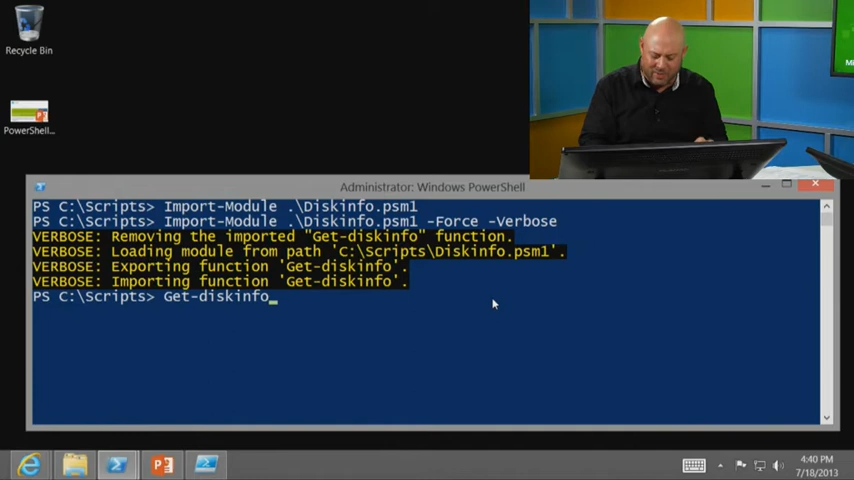 Recycle Bin
PowerShell...
Mi
Administrator: Windows PowerShell
PS C:\Scripts> Import-Module .\Diskinfo.psm1
PS C:\Scripts> Import-Module .\Diskinfo.psm1 -Force -Verbose
VERBOSE: Removing the imported "Get-diskinfo" function.
VERBOSE: Loading module from path 'C:\Scripts\Diskinfo.psm1'.
VERBOSE: Exporting function 'Get-diskinfo'.
VERBOSE: Importing function 'Get-diskinfo'.
PS C:\Scripts> Get-diskinfo_
4:40 PM
7/18/2013